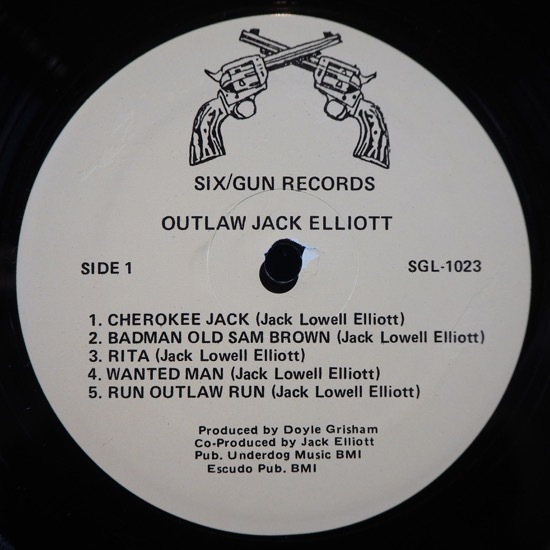 SIX/GUN RECORDS
OUTLAW JACK ELLIOTT
SIDE 1 SGL-1023
1. CHEROKEE JACK (Jack Lowell Elliott)
2. BADMAN OLD SAM BROWN (Jack Lowell Elliott)
3. RITA (Jack Lowell Elliott)
4. WANTED MAN (Jack Lowell Elliott)
5. RUN OUTLAW RUN (Jack Lowell Elliott)
Produced by Doyle Grisham
Co-Produced by Jack Elliott
Pub. Underdog Music BMI
Escudo Pub. BMI